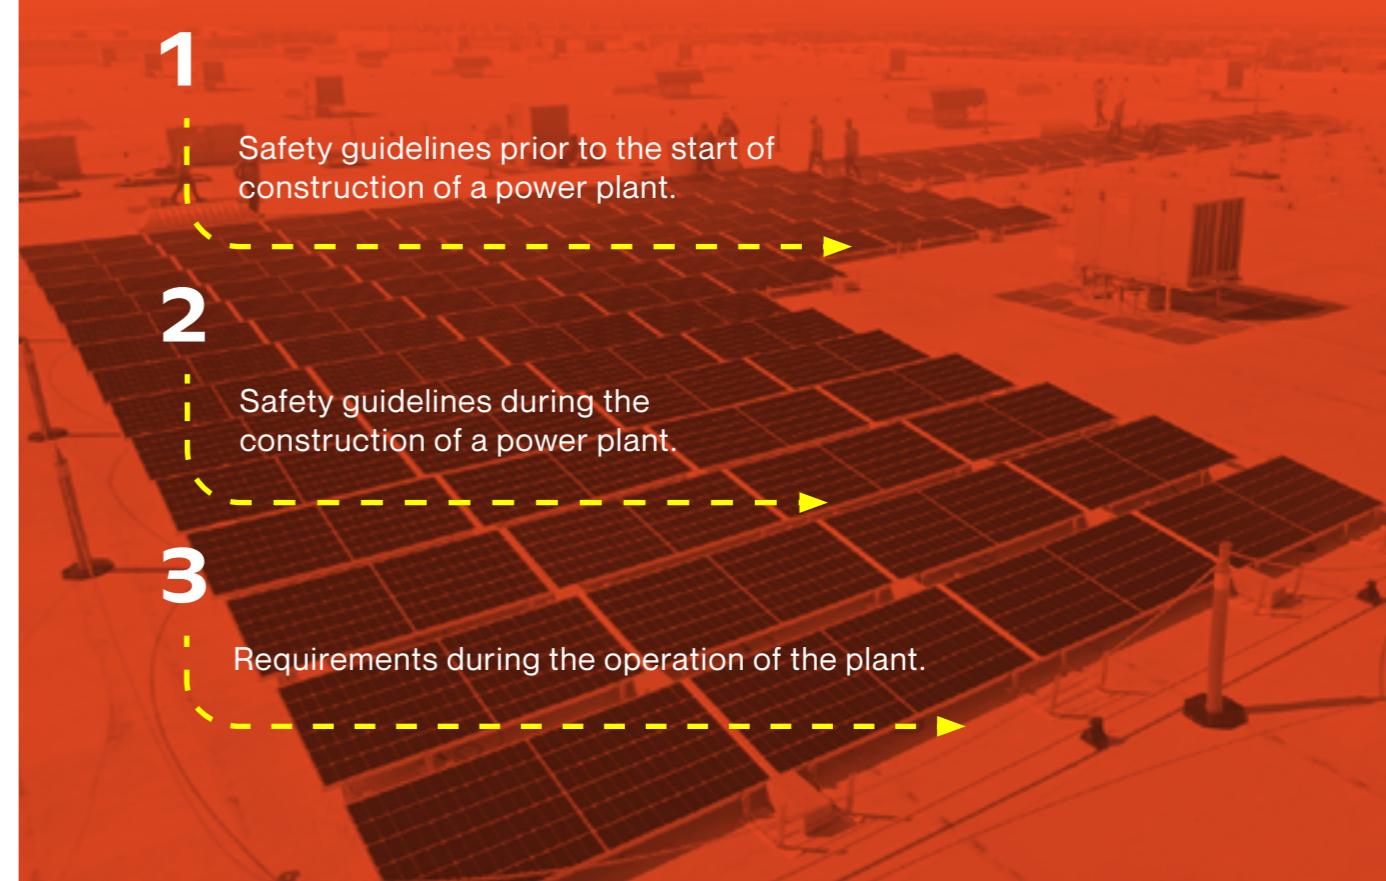 1
Safety guidelines prior to the start of
construction of a power plant.
2
Safety guidelines during the
construction of a power plant.
3
Requirements during the operation of the plant.